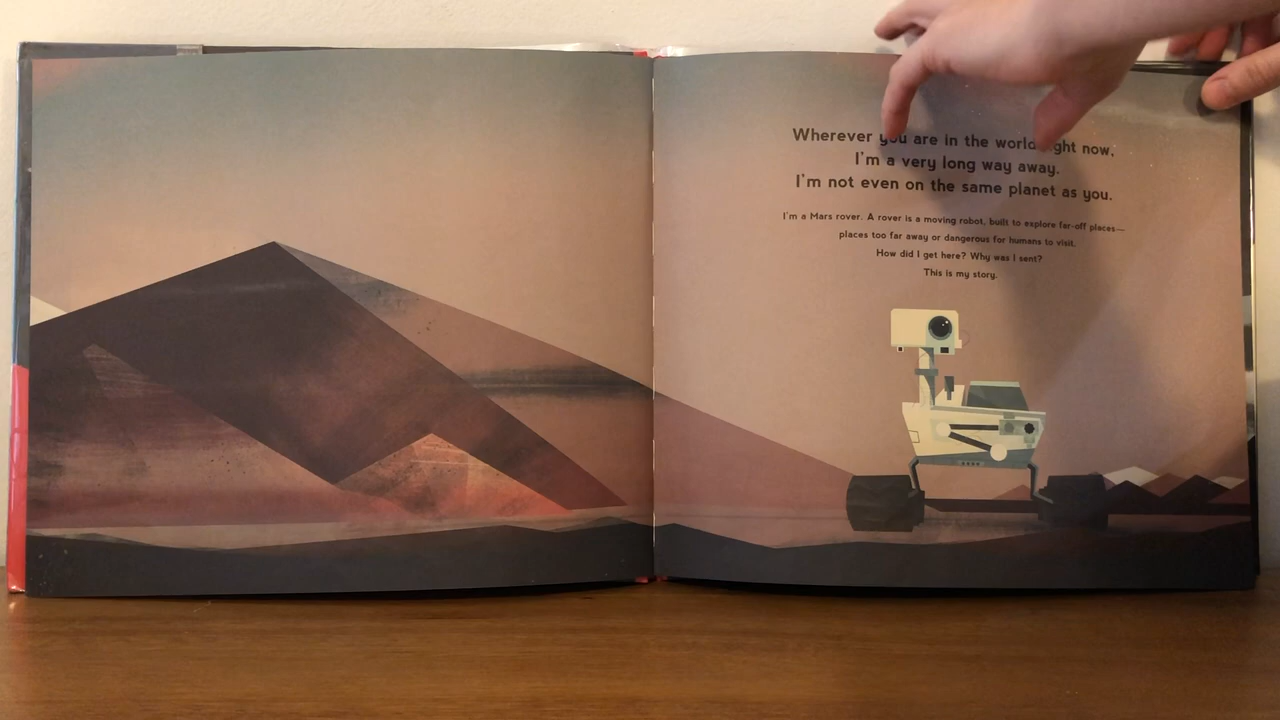 Wherever you are in the world right now,
I'm a very long way away.
I'm not even on the same planet as you.
I'm a Mars rover. A rover is a moving robot, built to explore far-off places—
places too far away or dangerous for humans to visit.
How did I get here? Why was I sent?
This is my story.